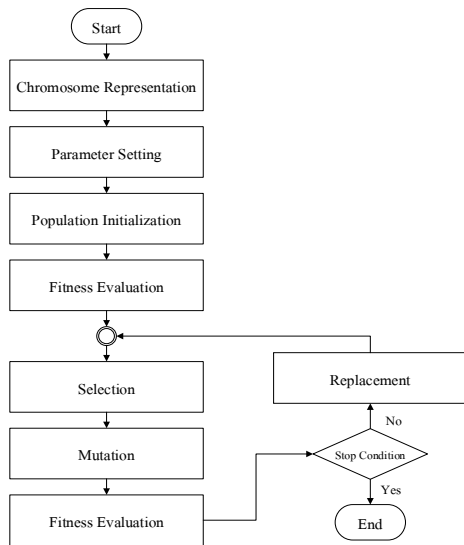 Start
Chromosome Representation
Parameter Setting
Population Initialization
Fitness Evaluation
Selection
Replacement
No
Mutation
Stop Condition
Yes
Fitness Evaluation
End